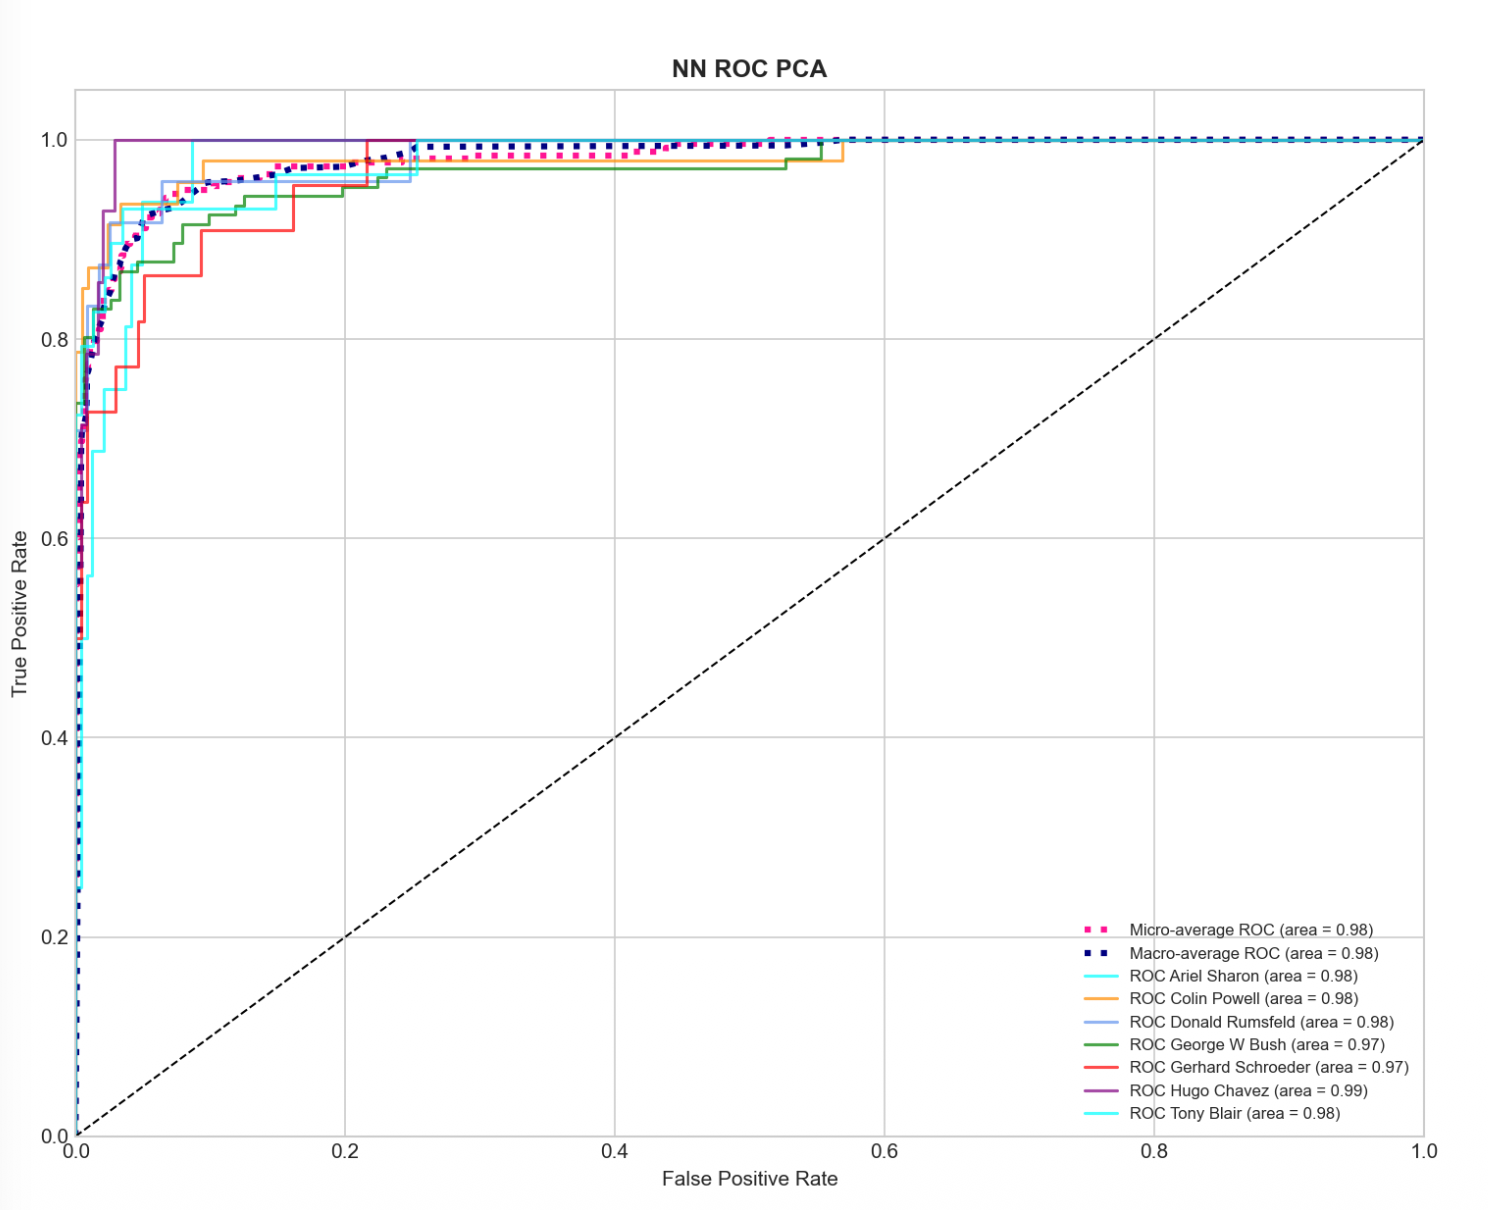 NN ROC PCA
1.0
0.8
0.6
0.4
0.2
0.0
True Positive Rate
Micro-average ROC (area = 0.98)
Macro-average ROC (area = 0.98)
ROC Ariel Sharon (area = 0.98)
ROC Colin Powell (area = 0.98)
ROC Donald Rumsfeld (area = 0.98)
ROC George W Bush (area = 0.97)
ROC Gerhard Schroeder (area = 0.97)
ROC Hugo Chavez (area = 0.99)
ROC Tony Blair (area = 0.98)
0.0 0.2 0.4 0.6 0.8 1.0
False Positive Rate